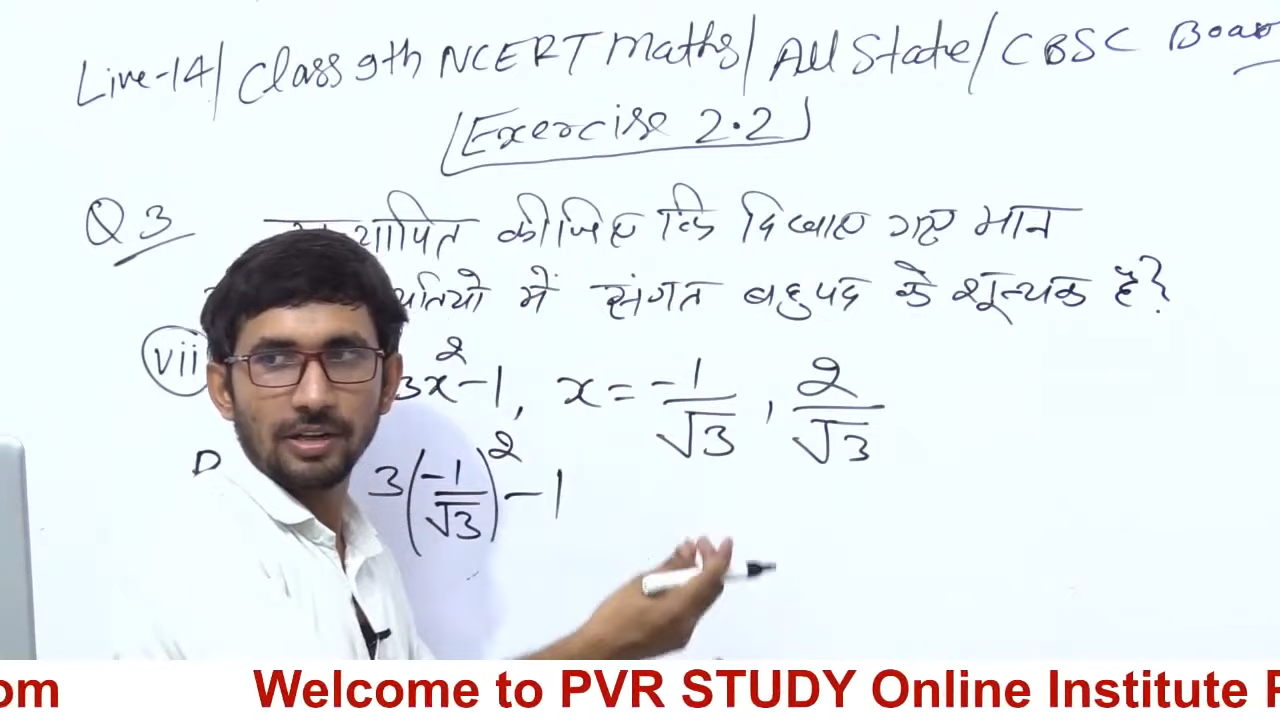 Live-14/ Class 9th NCERT Maths/ All State/ CBSC Boar
Exercise 2.2
Q3 कीजिए कि दिखाए गए मान
में संगत बहुपद के शून्यक है?
vii 3x²-1, x = -1/√3, 2/√3
3(-1/√3)² - 1
om Welcome to PVR STUDY Online Institute P